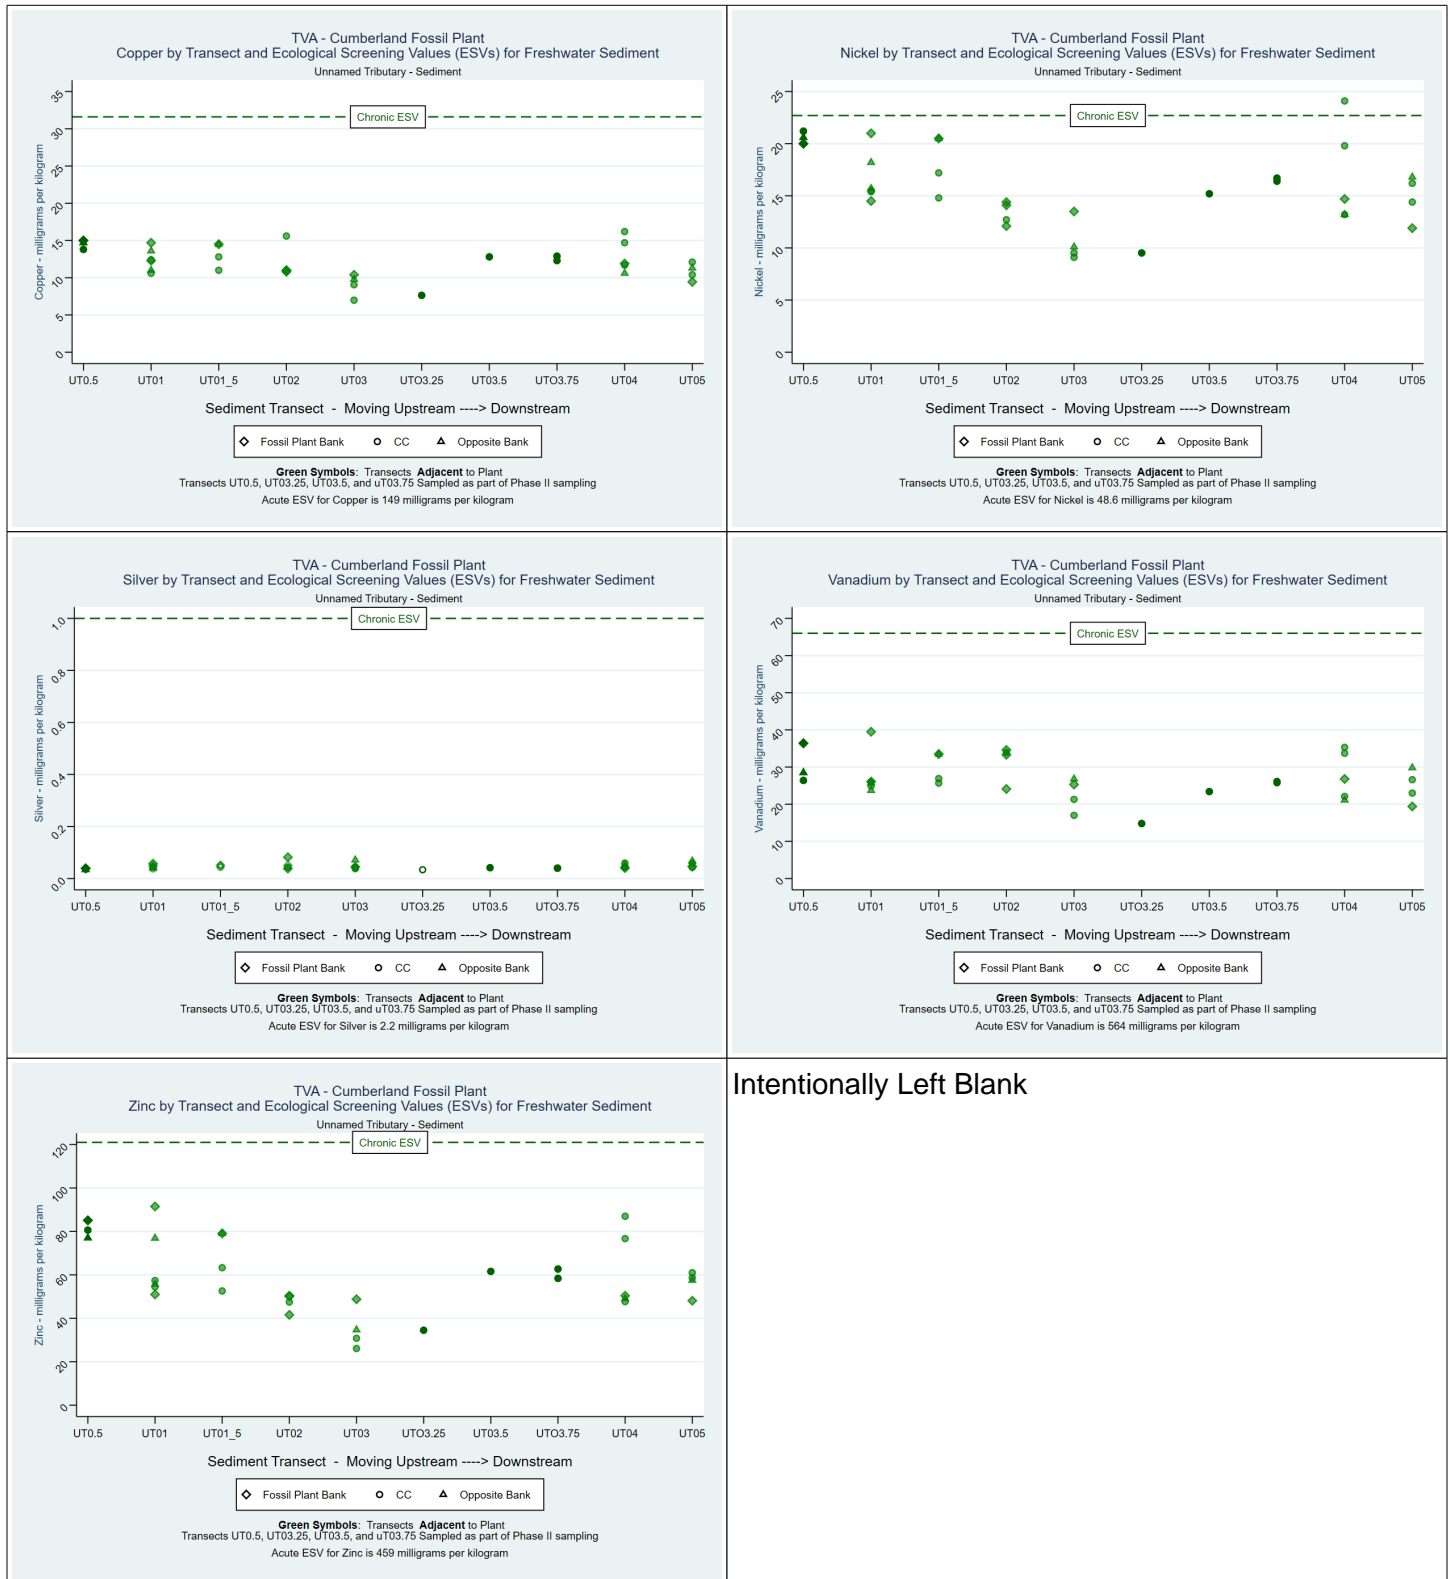 TVA - Cumberland Fossil Plant
Copper by Transect and Ecological Screening Values (ESVs) for Freshwater Sediment
Unnamed Tributary - Sediment
Chronic ESV
Copper - milligrams per kilogram
35
30
25
20
15
10
5
0
UT0.5 UT01 UT01_5 UT02 UT03 UTO3.25 UT03.5 UTO3.75 UT04 UT05
Sediment Transect - Moving Upstream ----> Downstream
Fossil Plant Bank CC Opposite Bank
Green Symbols: Transects Adjacent to Plant
Transects UT0.5, UT03.25, UT03.5, and uT03.75 Sampled as part of Phase II sampling
Acute ESV for Copper is 149 milligrams per kilogram
TVA - Cumberland Fossil Plant
Nickel by Transect and Ecological Screening Values (ESVs) for Freshwater Sediment
Unnamed Tributary - Sediment
Chronic ESV
Nickel - milligrams per kilogram
25
20
15
10
5
0
UT0.5 UT01 UT01_5 UT02 UT03 UTO3.25 UT03.5 UTO3.75 UT04 UT05
Sediment Transect - Moving Upstream ----> Downstream
Fossil Plant Bank CC Opposite Bank
Green Symbols: Transects Adjacent to Plant
Transects UT0.5, UT03.25, UT03.5, and uT03.75 Sampled as part of Phase II sampling
Acute ESV for Nickel is 48.6 milligrams per kilogram
TVA - Cumberland Fossil Plant
Silver by Transect and Ecological Screening Values (ESVs) for Freshwater Sediment
Unnamed Tributary - Sediment
Chronic ESV
Silver - milligrams per kilogram
1.0
0.8
0.6
0.4
0.2
0.0
UT0.5 UT01 UT01_5 UT02 UT03 UTO3.25 UT03.5 UTO3.75 UT04 UT05
Sediment Transect - Moving Upstream ----> Downstream
Fossil Plant Bank CC Opposite Bank
Green Symbols: Transects Adjacent to Plant
Transects UT0.5, UT03.25, UT03.5, and uT03.75 Sampled as part of Phase II sampling
Acute ESV for Silver is 2.2 milligrams per kilogram
TVA - Cumberland Fossil Plant
Vanadium by Transect and Ecological Screening Values (ESVs) for Freshwater Sediment
Unnamed Tributary - Sediment
Chronic ESV
Vanadium - milligrams per kilogram
70
60
50
40
30
20
10
0
UT0.5 UT01 UT01_5 UT02 UT03 UTO3.25 UT03.5 UTO3.75 UT04 UT05
Sediment Transect - Moving Upstream ----> Downstream
Fossil Plant Bank CC Opposite Bank
Green Symbols: Transects Adjacent to Plant
Transects UT0.5, UT03.25, UT03.5, and uT03.75 Sampled as part of Phase II sampling
Acute ESV for Vanadium is 564 milligrams per kilogram
TVA - Cumberland Fossil Plant
Zinc by Transect and Ecological Screening Values (ESVs) for Freshwater Sediment
Unnamed Tributary - Sediment
Chronic ESV
Zinc - milligrams per kilogram
120
100
80
60
40
20
0
UT0.5 UT01 UT01_5 UT02 UT03 UTO3.25 UT03.5 UTO3.75 UT04 UT05
Sediment Transect - Moving Upstream ----> Downstream
Fossil Plant Bank CC Opposite Bank
Green Symbols: Transects Adjacent to Plant
Transects UT0.5, UT03.25, UT03.5, and uT03.75 Sampled as part of Phase II sampling
Acute ESV for Zinc is 459 milligrams per kilogram
Intentionally Left Blank